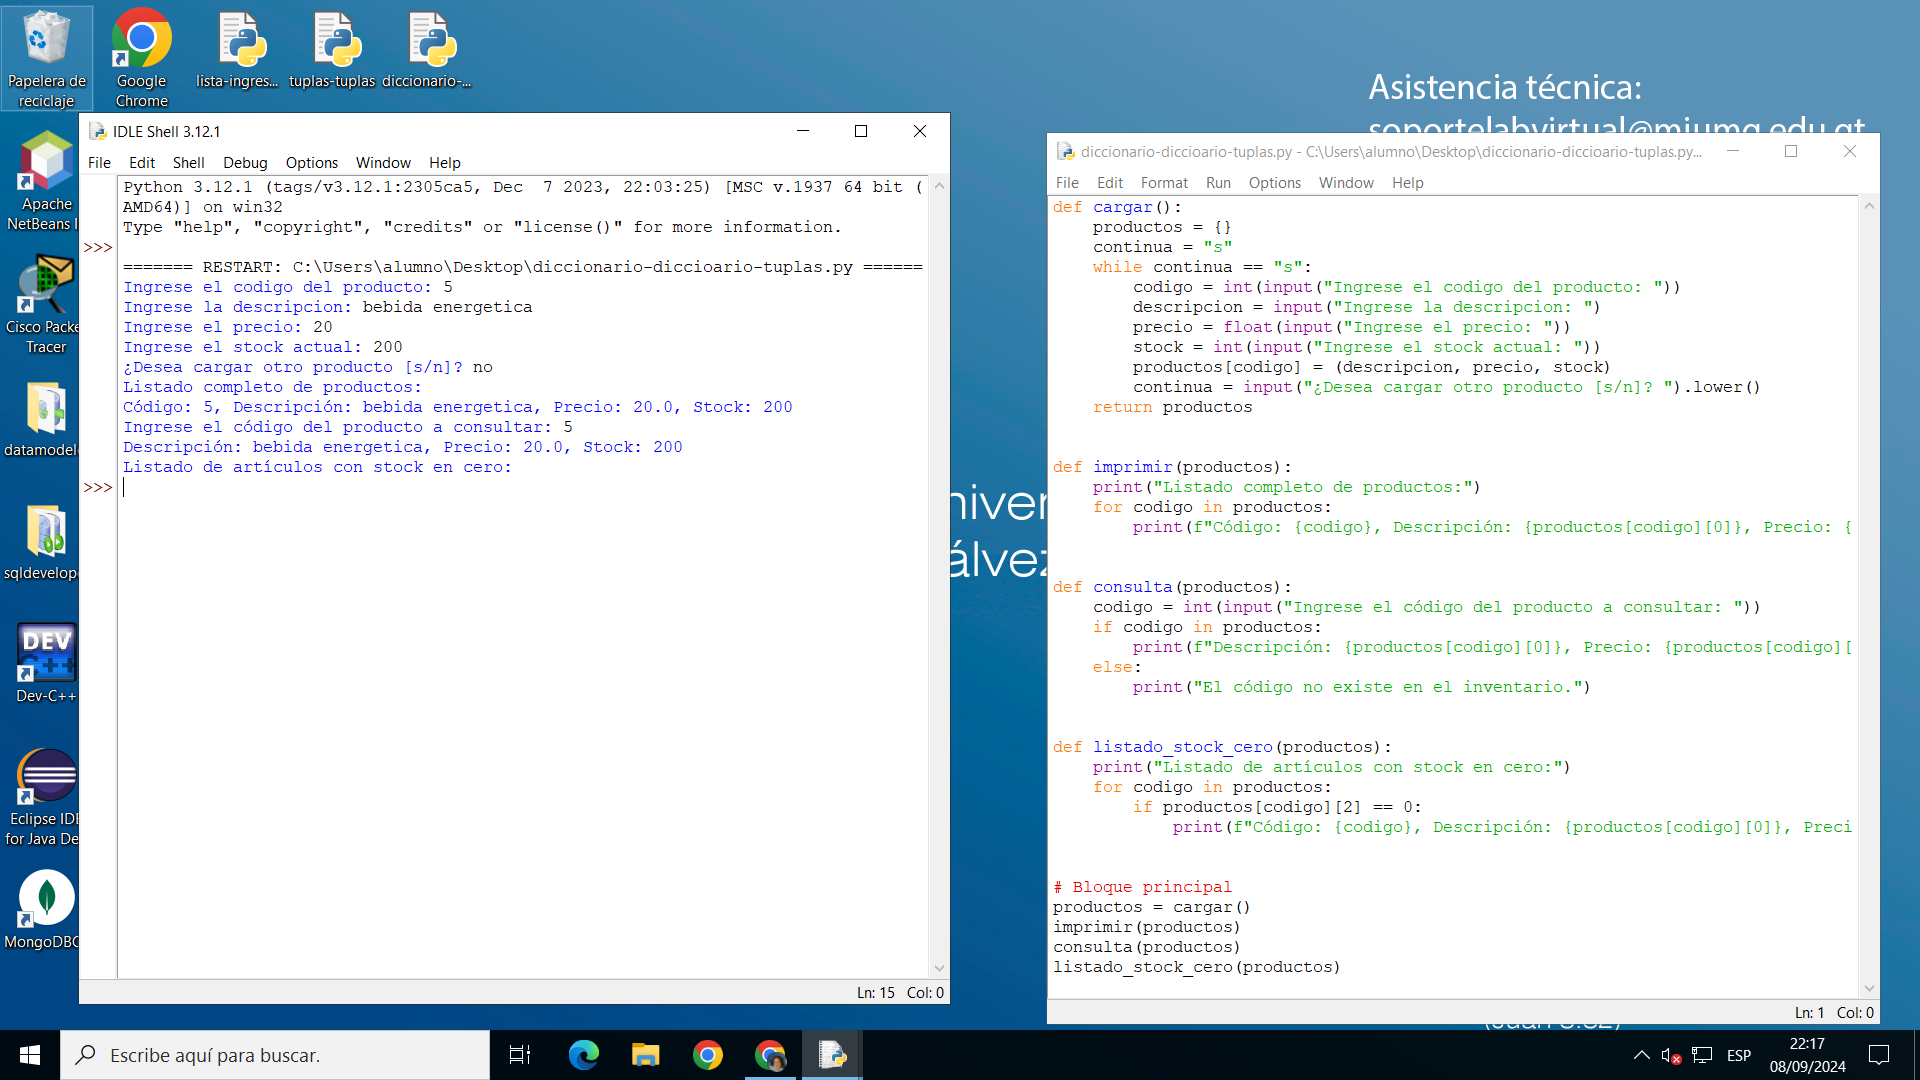 Papelera de
reciclaje
Google
Chrome
lista-ingres...
tuplas-tuplas
diccionario-...
Asistencia técnica:
soportelabvirtual@miumg.edu.gt
Apache
NetBeans I
Cisco Packe
Tracer
datamodel
sqldevelop
DEV
C++
Dev-C++
Eclipse IDE
for Java De
MongoDBC
IDLE Shell 3.12.1
File Edit Shell Debug Options Window Help
Python 3.12.1 (tags/v3.12.1:2305ca5, Dec  7 2023, 22:03:25) [MSC v.1937 64 bit (
AMD64)] on win32
Type "help", "copyright", "credits" or "license()" for more information.
>>>
======= RESTART: C:\Users\alumno\Desktop\diccionario-diccioario-tuplas.py ======
Ingrese el codigo del producto: 5
Ingrese la descripcion: bebida energetica
Ingrese el precio: 20
Ingrese el stock actual: 200
¿Desea cargar otro producto [s/n]? no
Listado completo de productos:
Código: 5, Descripción: bebida energetica, Precio: 20.0, Stock: 200
Ingrese el código del producto a consultar: 5
Descripción: bebida energetica, Precio: 20.0, Stock: 200
Listado de artículos con stock en cero:
>>>
Ln: 15 Col: 0
niver
álvez
diccionario-diccioario-tuplas.py - C:\Users\alumno\Desktop\diccionario-diccioario-tuplas.py...
File Edit Format Run Options Window Help
def cargar():
    productos = {}
    continua = "s"
    while continua == "s":
        codigo = int(input("Ingrese el codigo del producto: "))
        descripcion = input("Ingrese la descripcion: ")
        precio = float(input("Ingrese el precio: "))
        stock = int(input("Ingrese el stock actual: "))
        productos[codigo] = (descripcion, precio, stock)
        continua = input("¿Desea cargar otro producto [s/n]? ").lower()
    return productos
def imprimir(productos):
    print("Listado completo de productos:")
    for codigo in productos:
        print(f"Código: {codigo}, Descripción: {productos[codigo][0]}, Precio: {
def consulta(productos):
    codigo = int(input("Ingrese el código del producto a consultar: "))
    if codigo in productos:
        print(f"Descripción: {productos[codigo][0]}, Precio: {productos[codigo][
    else:
        print("El código no existe en el inventario.")
def listado_stock_cero(productos):
    print("Listado de artículos con stock en cero:")
    for codigo in productos:
        if productos[codigo][2] == 0:
            print(f"Código: {codigo}, Descripción: {productos[codigo][0]}, Preci
# Bloque principal
productos = cargar()
imprimir(productos)
consulta(productos)
listado_stock_cero(productos)
Ln: 1 Col: 0
Escribe aquí para buscar.
ESP
22:17
08/09/2024